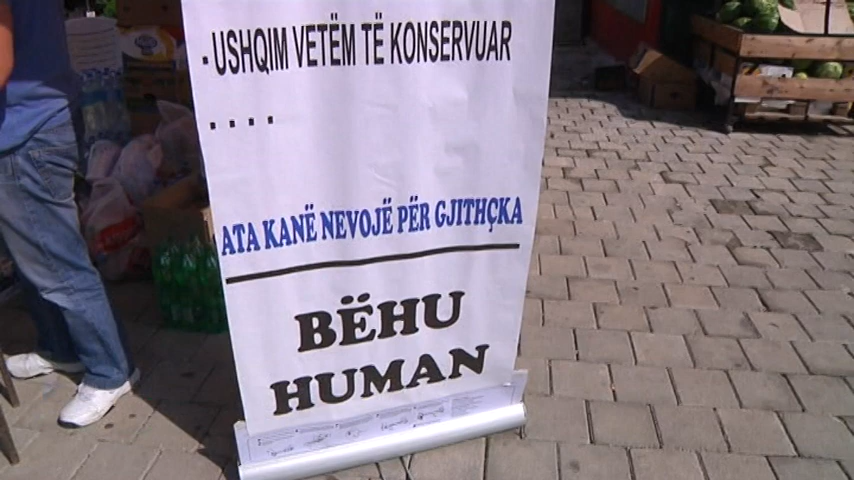 -USHQIM VETËM TË KONSERVUAR
....
ATA KANË NEVOJË PËR GJITHÇKA
BËHU
HUMAN